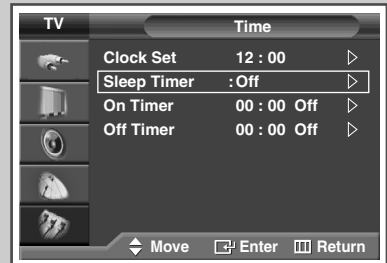 TV
Time
Clock Set 12 : 00
Sleep Timer : Off
On Timer 00 : 00 Off
Off Timer 00 : 00 Off
Move Enter Return